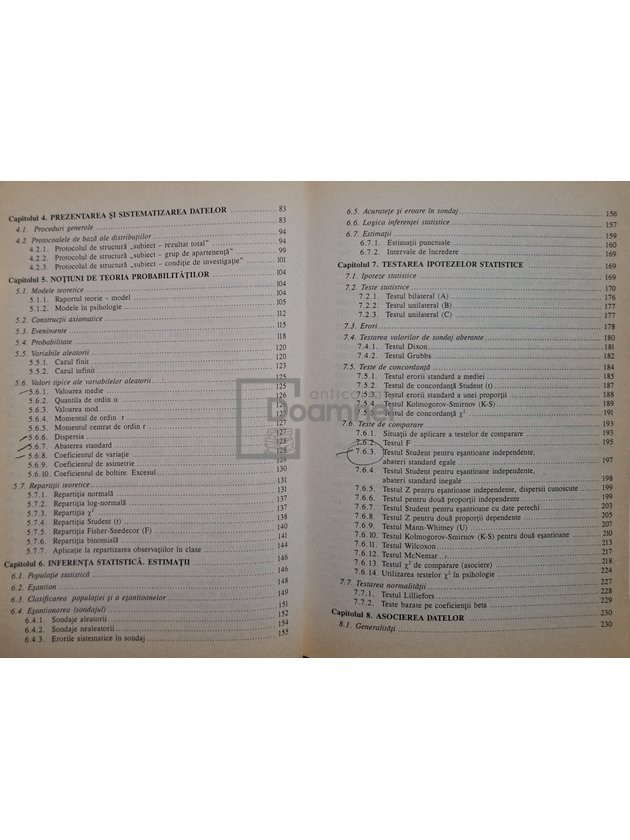 Capitolul 4. PREZENTAREA ȘI SISTEMATIZAREA DATELOR 83
4.1. Proceduri generale 83
4.2. Protocoalele de bază ale distribuțiilor 94
4.2.1. Protocolul de structură „subiect – rezultat total” 94
4.2.2. Protocolul de structură „subiect – grup de apartenență” 99
4.2.3. Protocolul de structură „subiect – condiție de investigație” 101
Capitolul 5. NOȚIUNI DE TEORIA PROBABILITĂȚILOR 104
5.1. Modele teoretice 104
5.1.1. Raportul teorie – model 104
5.1.2. Modele în psihologie 105
5.2. Construcții axiomatice 112
5.3. Evenimente 115
5.4. Probabilitate 118
5.5. Variabile aleatorii 120
5.5.1. Cazul finit 120
5.5.2. Cazul infinit 123
5.6. Valori tipice ale variabilelor aleatorii 125
5.6.1. Valoarea medie 125
5.6.2. Quantila de ordin α 126
5.6.3. Valoarea mod
5.6.4. Momentul de ordin r
5.6.5. Momentul centrat de ordin r
5.6.6. Dispersia 128
5.6.7. Abaterea standard 128
5.6.8. Coeficientul de variație 128
5.6.9. Coeficientul de asimetrie 129
5.6.10. Coeficientul de boltire. Excesul 130
5.7. Repartiții teoretice 131
5.7.1. Repartiția normală 131
5.7.2. Repartiția log-normală 137
5.7.3. Repartiția χ² 138
5.7.4. Repartiția Student (t) 140
5.7.5. Repartiția Fisher-Snedecor (F) 140
5.7.6. Repartiția binomială 141
5.7.7. Aplicație la repartizarea observațiilor în clase 144
Capitolul 6. INFERENȚA STATISTICĂ. ESTIMAȚII 146
6.1. Populație statistică 146
6.2. Eșantion 148
6.3. Clasificarea populației și a eșantioanelor 149
6.4. Eșantionarea (sondajul) 151
6.4.1. Sondaje aleatorii 152
6.4.2. Sondaje nealeatorii 154
6.4.3. Erorile sistematice în sondaj 155
6.5. Acuratețe și eroare în sondaj 156
6.6. Logica inferenței statistice 157
6.7. Estimații 159
6.7.1. Estimații punctuale 160
6.7.2. Intervale de încredere
Capitolul 7. TESTAREA IPOTEZELOR STATISTICE 169
7.1. Ipoteze statistice 169
7.2. Teste statistice 170
7.2.1. Testul bilateral (A) 176
7.2.2. Testul unilateral (B) 177
7.2.3. Testul unilateral (C) 177
7.3. Erori 178
7.4. Testarea valorilor de sondaj aberante 180
7.4.1. Testul Dixon 181
7.4.2. Testul Grubbs 182
7.5. Teste de concordanță 184
7.5.1. Testul erorii standard a mediei 185
7.5.2. Testul de concordanță Student (t) 187
7.5.3. Testul erorii standard a unei proporții 188
7.5.4. Testul Kolmogorov-Smirnov (K-S) 189
Testul de concordanță χ² 191
7.6. Teste de comparare 193
7.6.1. Situații de aplicare a testelor de comparare 193
7.6.2 Testul F 195
7.6.3. Testul Student pentru eșantioane independente,
abateri standard egale 197
7.6.4. Testul Student pentru eșantioane independente,
abateri standard inegale 198
7.6.5. Testul Z pentru eșantioane independente, dispersii cunoscute 199
7.6.6. Testul pentru două proporții independente 199
7.6.7. Testul Student pentru eșantioane cu date perechi 201
7.6.8. Testul Z pentru două proporții dependente 203
7.6.9. Testul Mann-Whitney (U) 205
7.6.10. Testul Kolmogorov-Smirnov (K-S) pentru două eșantioane 207
7.6.11. Testul Wilcoxon 210
7.6.12. Testul McNemar 213
7.6.13. Testul χ² de comparare (asociere) 217
7.6.14. Utilizarea testelor χ² în psihologie 224
7.7. Testarea normalității 227
7.7.1. Testul Lilliefors 228
7.7.2. Teste bazate pe coeficienții beta 229
Capitolul 8. ASOCIEREA DATELOR 230
8.1. Generalități 230
anticariat
Doamnei